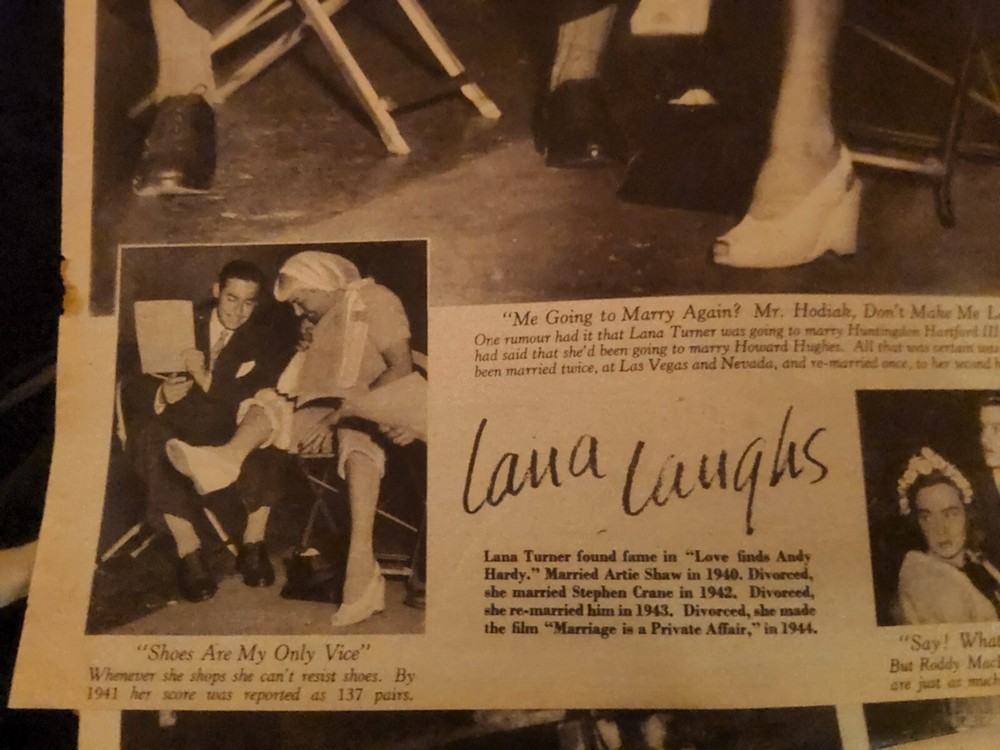 "Me Going to Marry Again? Mr. Hodiak, Don't Make Me L
One rumour had it that Lana Turner was going to marry Huntingdon Hartford III
had said that she'd been going to marry Howard Hughes. All that was certain was
been married twice, at Las Vegas and Nevada, and re-married once, to her second
Lana Laughs
Lana Turner found fame in "Love finds Andy
Hardy." Married Artie Shaw in 1940. Divorced,
she married Stephen Crane in 1942. Divorced,
she re-married him in 1943. Divorced, she made
the film "Marriage is a Private Affair," in 1944.
"Shoes Are My Only Vice"
Whenever she shops she can't resist shoes. By
1941 her score was reported as 137 pairs.
"Say! What
But Roddy Mac
are just as much